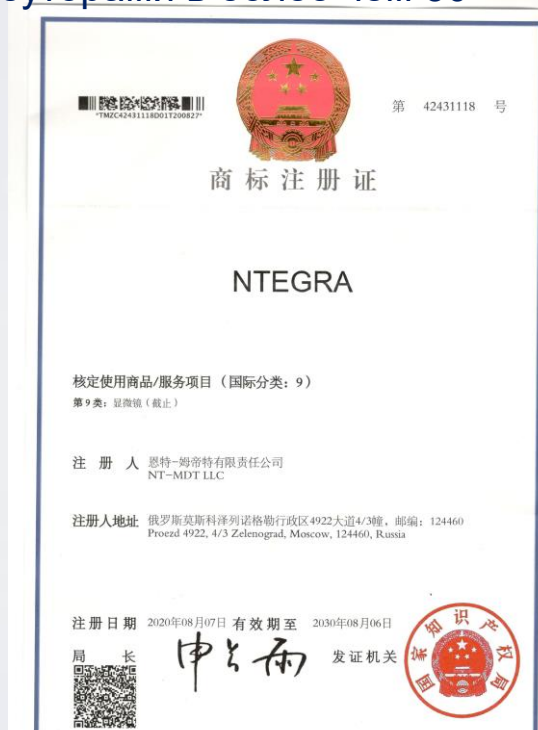 *TMZC42431118D01T200827*
第 42431118 号
商标注册证
NTEGRA
核定使用商品/服务项目(国际分类:9)
第9类:显微镜(截止)
注 册 人 恩特-姆帝特有限责任公司
NT-MDT LLC
注册人地址 俄罗斯莫斯科泽列诺格勒行政区4922大道4/3幢,邮编:124460
Proezd 4922, 4/3 Zelenograd, Moscow, 124460, Russia
注册日期 2020年08月07日 有效期至 2030年08月06日
局 长 发证机关
国家知识产权局